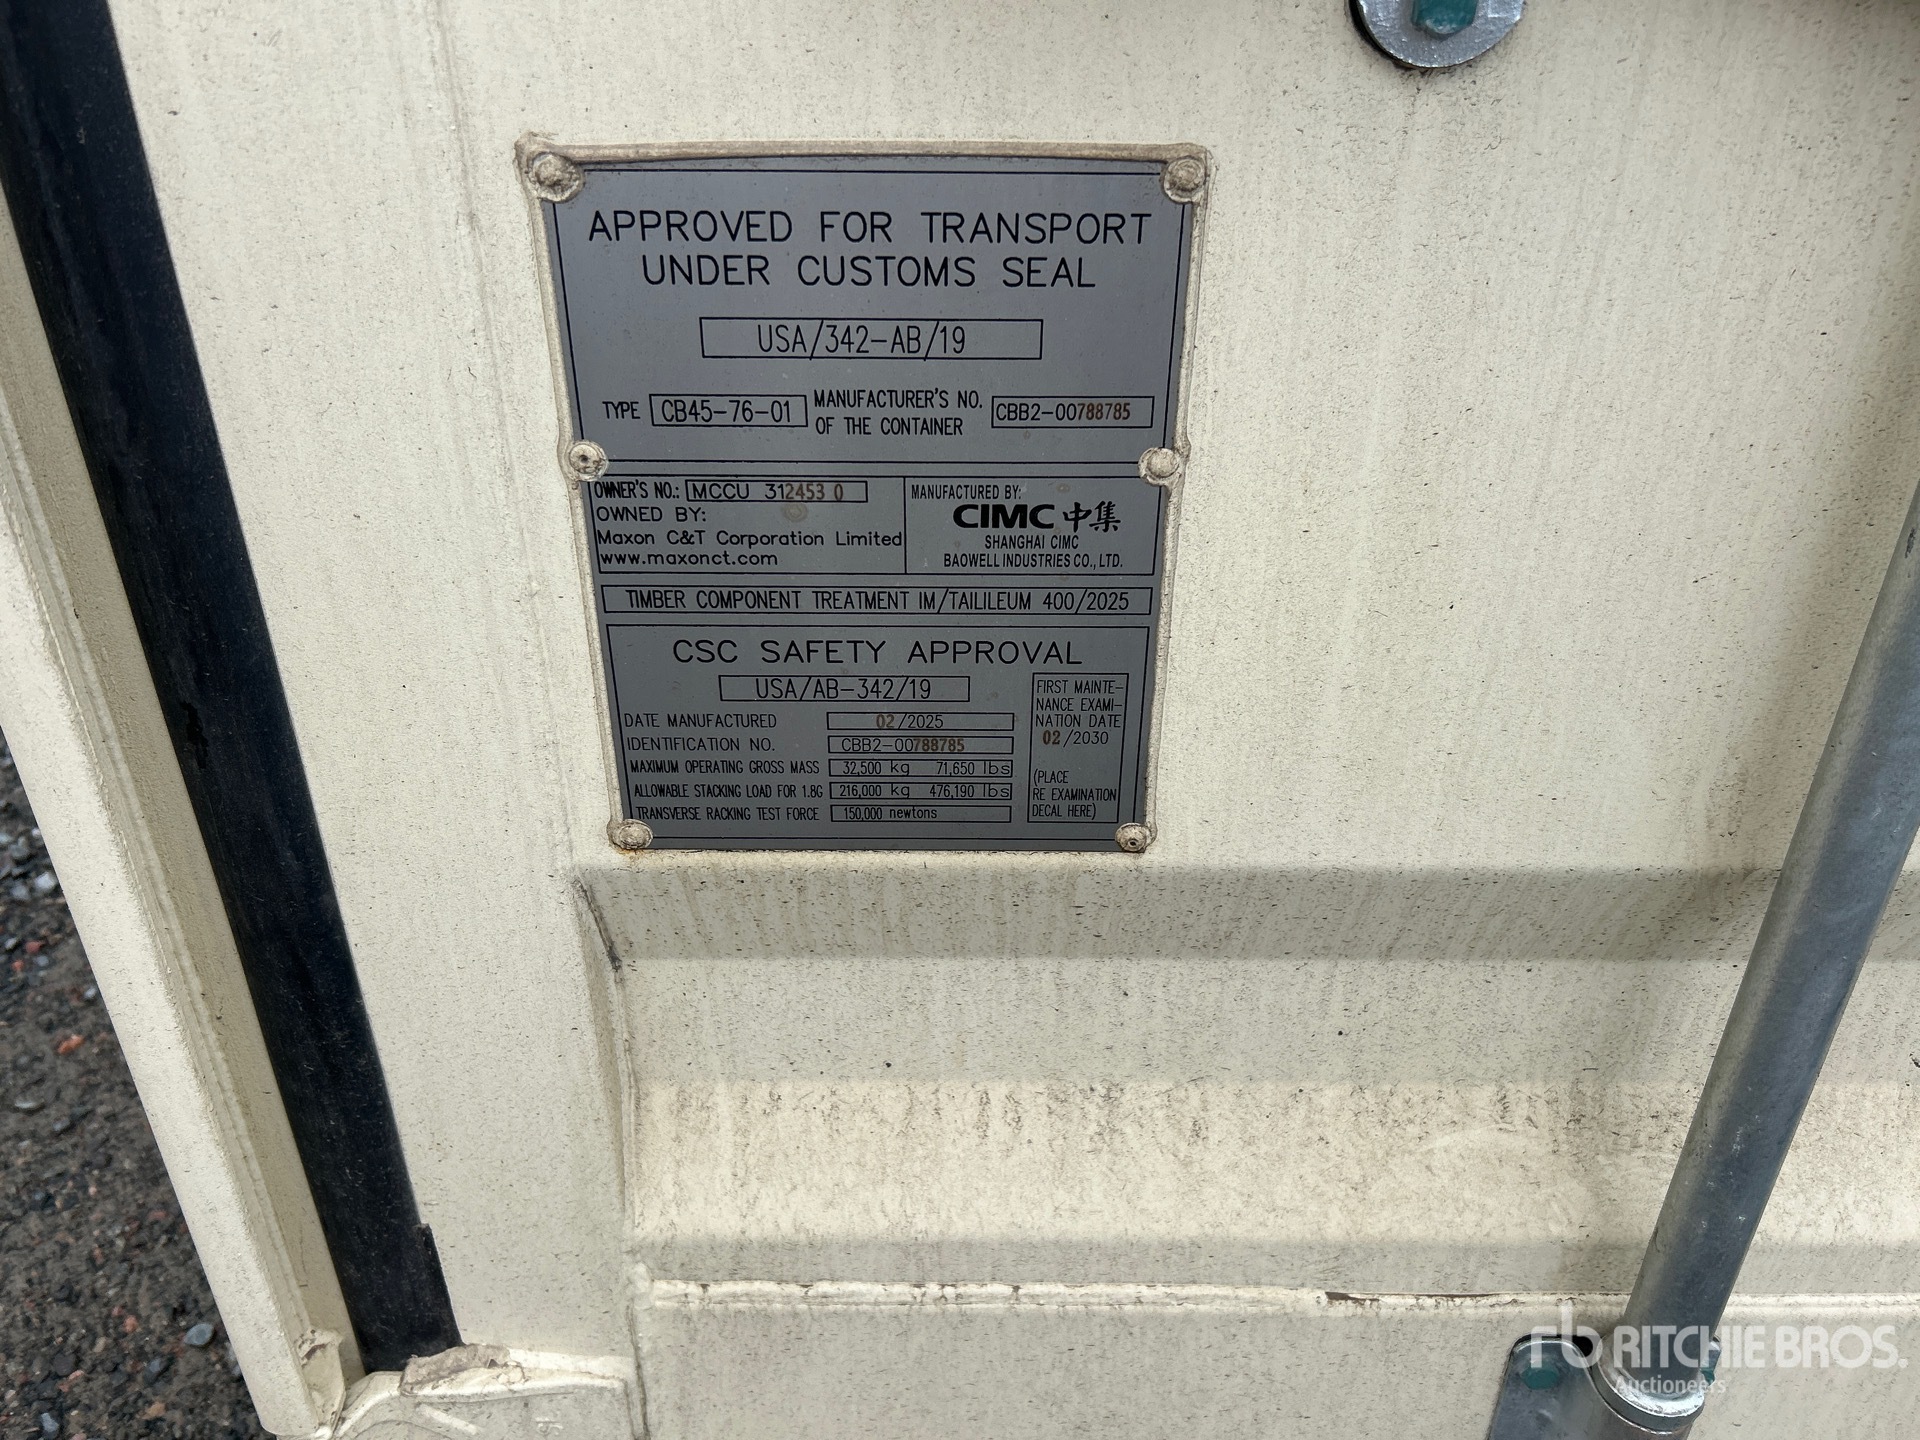 APPROVED FOR TRANSPORT
UNDER CUSTOMS SEAL
USA/342-AB/19
TYPE CB45-76-01 MANUFACTURER'S NO. OF THE CONTAINER CBB2-00788785
OWNER'S NO.: MCCU 312453 0
OWNED BY:
Maxon C&T Corporation Limited
www.maxonct.com
MANUFACTURED BY:
CIMC 中集
SHANGHAI CIMC
BAOWELL INDUSTRIES CO., LTD.
TIMBER COMPONENT TREATMENT IM/TAILILEUM 400/2025
CSC SAFETY APPROVAL
USA/AB-342/19
DATE MANUFACTURED 02/2025
IDENTIFICATION NO. CBB2-00788785
MAXIMUM OPERATING GROSS MASS 32,500 kg 71,650 lbs
ALLOWABLE STACKING LOAD FOR 1.8G 216,000 kg 476,190 lbs
TRANSVERSE RACKING TEST FORCE 150,000 newtons
FIRST MAINTE-
NANCE EXAMI-
NATION DATE
02/2030
(PLACE
RE EXAMINATION
DECAL HERE)
rb RITCHIE BROS.
Auctioneers